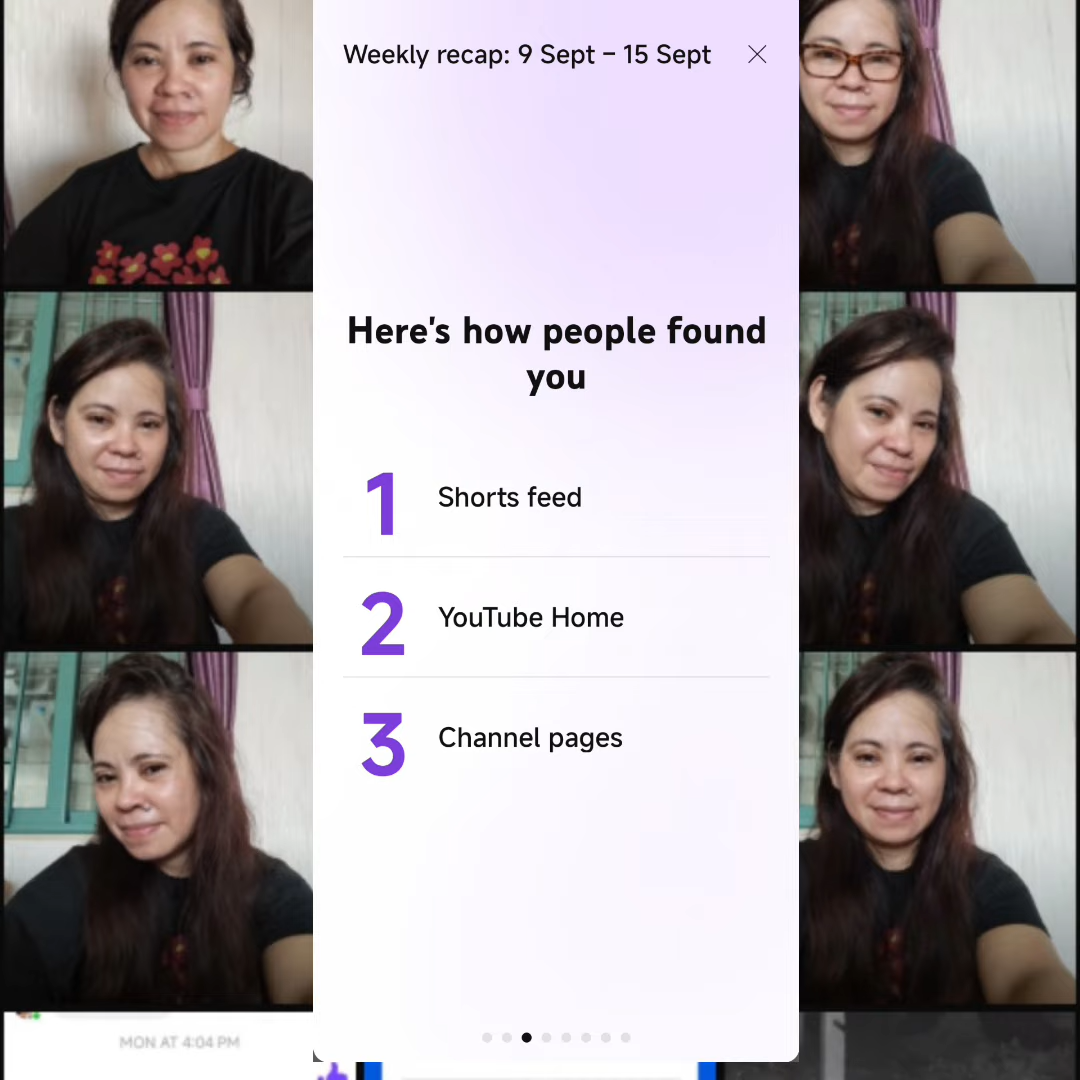 Weekly recap: 9 Sept – 15 Sept
Here's how people found
you
1 Shorts feed
2 YouTube Home
3 Channel pages
MON AT 4:04 PM